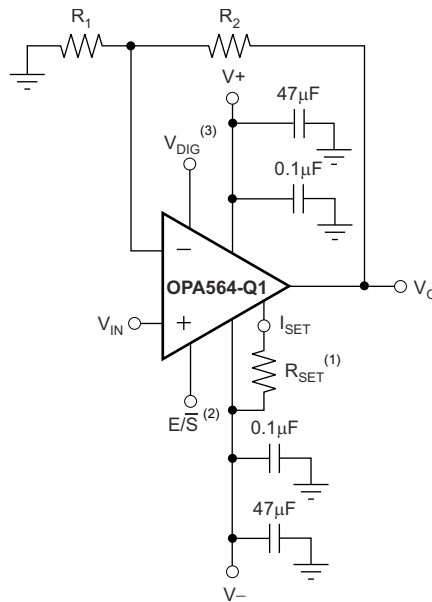 R1
R2
V+
47μF
VDIG (3)
0.1μF
−
OPA564-Q1
VO
VIN
+
ISET
RSET (1)
E/S̅ (2)
0.1μF
47μF
V−